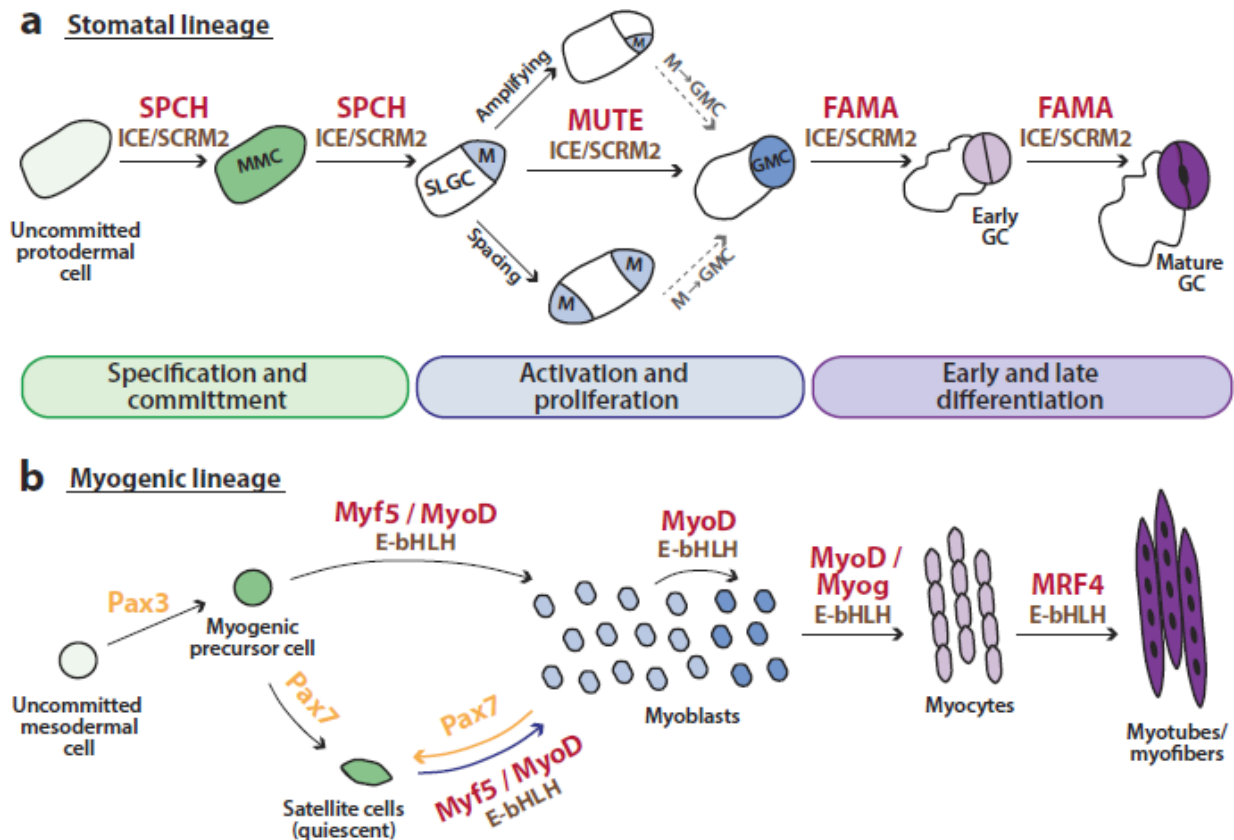 a Stomatal lineage
SPCH
ICE/SCRM2
SPCH
ICE/SCRM2
Amplifying
M
M→GMC
MUTE
ICE/SCRM2
FAMA
ICE/SCRM2
FAMA
ICE/SCRM2
MMC
SLGC
M
GMC
Uncommitted
protodermal
cell
Spacing
M
M
M→GMC
Early
GC
Mature
GC
Specification and
committment
Activation and
proliferation
Early and late
differentiation
b Myogenic lineage
Myf5 / MyoD
E-bHLH
MyoD
E-bHLH
MyoD /
Myog
E-bHLH
MRF4
E-bHLH
Pax3
Myogenic
precursor cell
Uncommitted
mesodermal
cell
Pax7
Pax7
Myf5 / MyoD
E-bHLH
Satellite cells
(quiescent)
Myoblasts
Myocytes
Myotubes/
myofibers